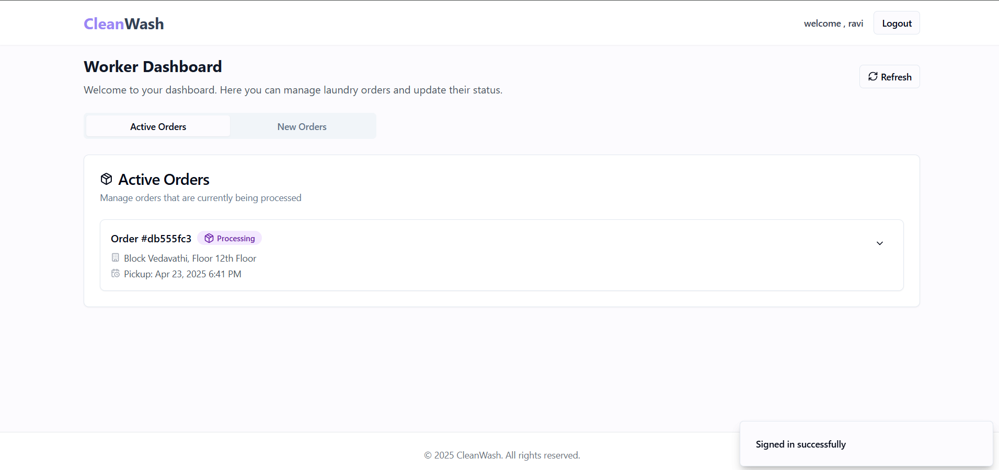 CleanWash
welcome , ravi
Logout
Worker Dashboard
Welcome to your dashboard. Here you can manage laundry orders and update their status.
Refresh
Active Orders
New Orders
Active Orders
Manage orders that are currently being processed
Order #db555fc3
Processing
Block Vedavathi, Floor 12th Floor
Pickup: Apr 23, 2025 6:41 PM
© 2025 CleanWash. All rights reserved.
Signed in successfully